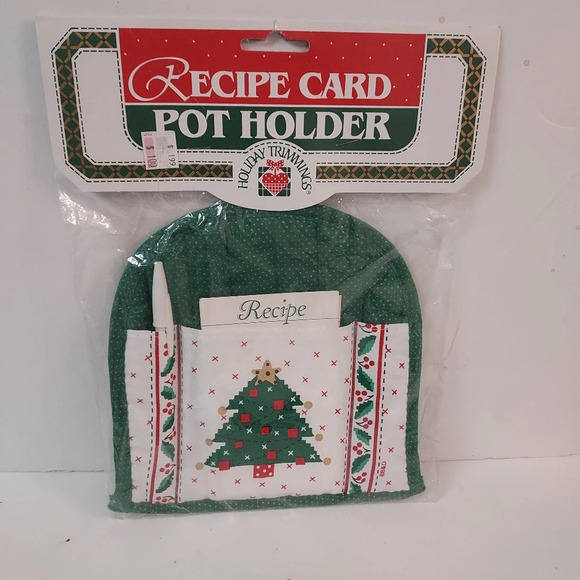 RECIPE CARD
POT HOLDER
HOLIDAY TRIMMINGS®
Recipe